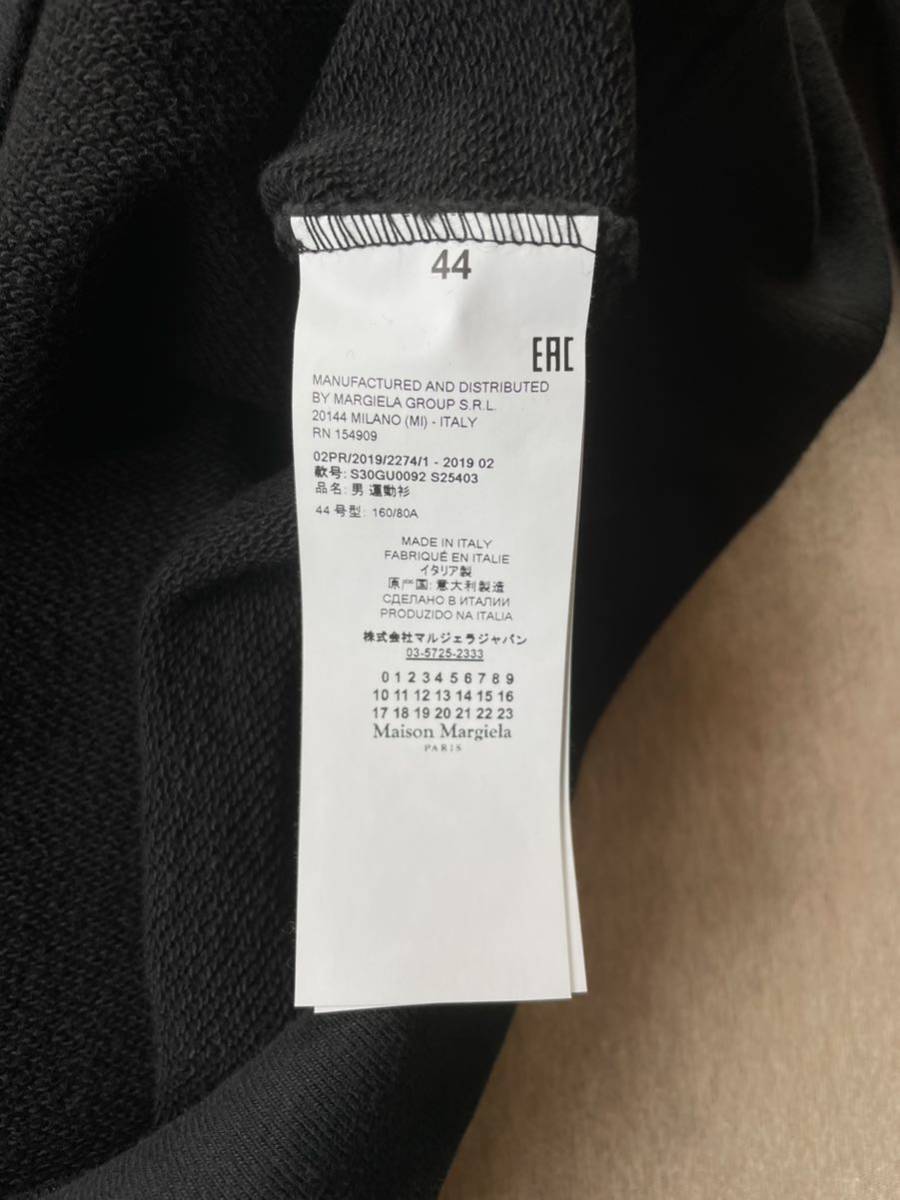 44
EAC
MANUFACTURED AND DISTRIBUTED
BY MARGIELA GROUP S.R.L.
20144 MILANO (MI) - ITALY
RN 154909
02PR/2019/2274/1 - 2019 02
款号: S30GU0092 S25403
品名: 男 運動衫
44 号型: 160/80A
MADE IN ITALY
FABRIQUÉ EN ITALIE
イタリア製
原产国: 意大利製造
СДЕЛАНО В ИТАЛИИ
PRODUZIDO NA ITALIA
株式会社マルジェラジャパン
03-5725-2333
0 1 2 3 4 5 6 7 8 9
10 11 12 13 14 15 16
17 18 19 20 21 22 23
Maison Margiela
PARIS